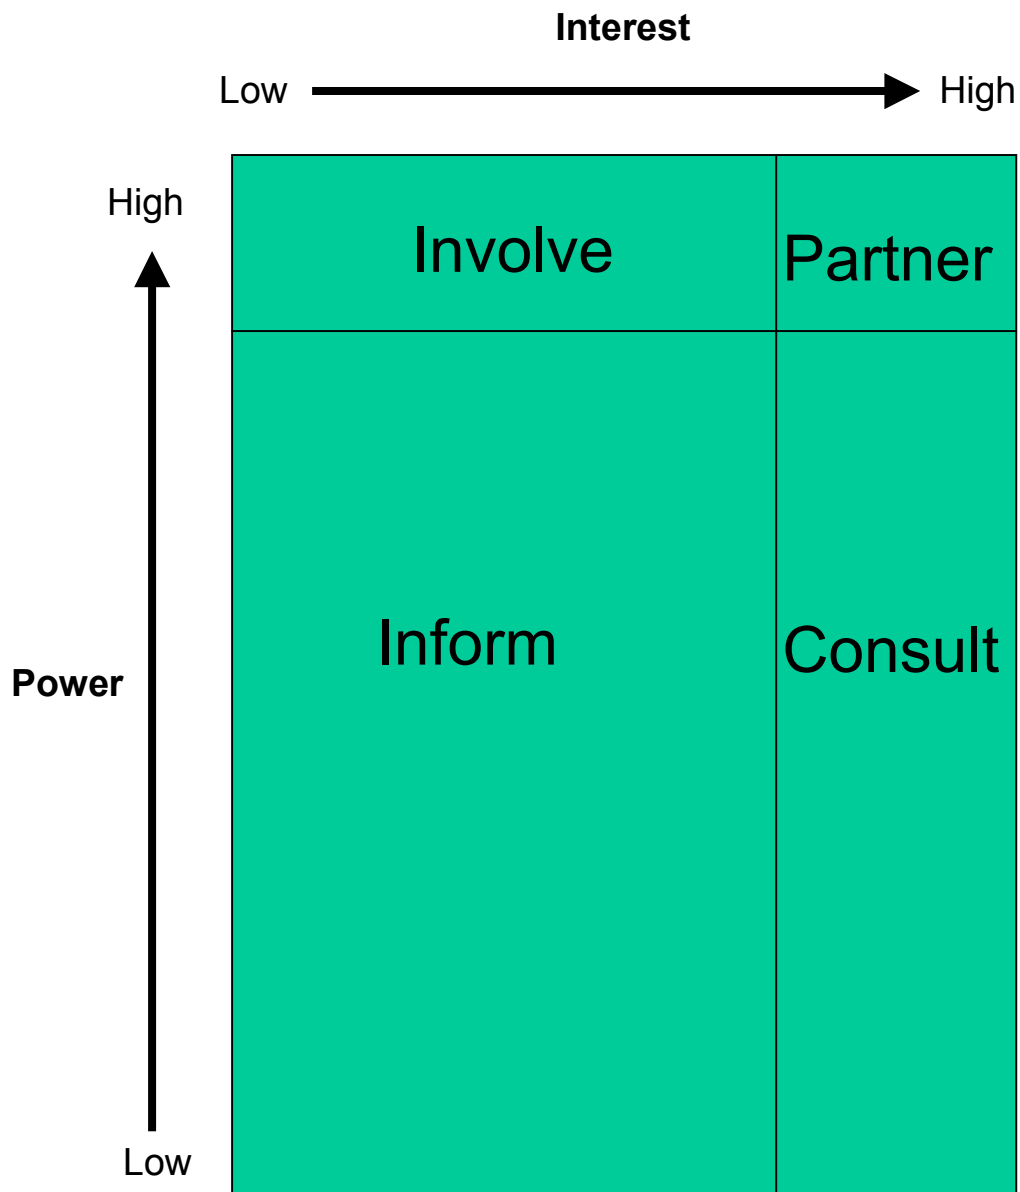 Interest
Low High
High
Involve Partner
Inform Consult
Power
Low